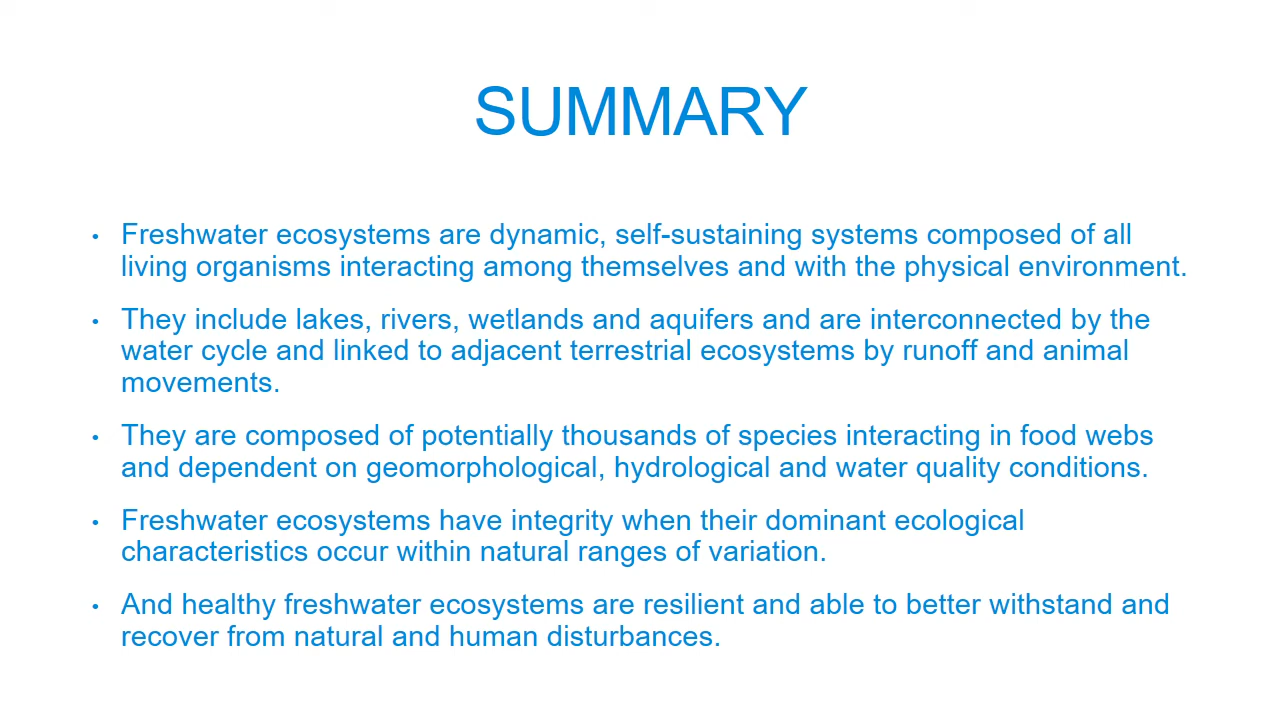 SUMMARY
• Freshwater ecosystems are dynamic, self-sustaining systems composed of all
living organisms interacting among themselves and with the physical environment.
• They include lakes, rivers, wetlands and aquifers and are interconnected by the
water cycle and linked to adjacent terrestrial ecosystems by runoff and animal
movements.
• They are composed of potentially thousands of species interacting in food webs
and dependent on geomorphological, hydrological and water quality conditions.
• Freshwater ecosystems have integrity when their dominant ecological
characteristics occur within natural ranges of variation.
• And healthy freshwater ecosystems are resilient and able to better withstand and
recover from natural and human disturbances.